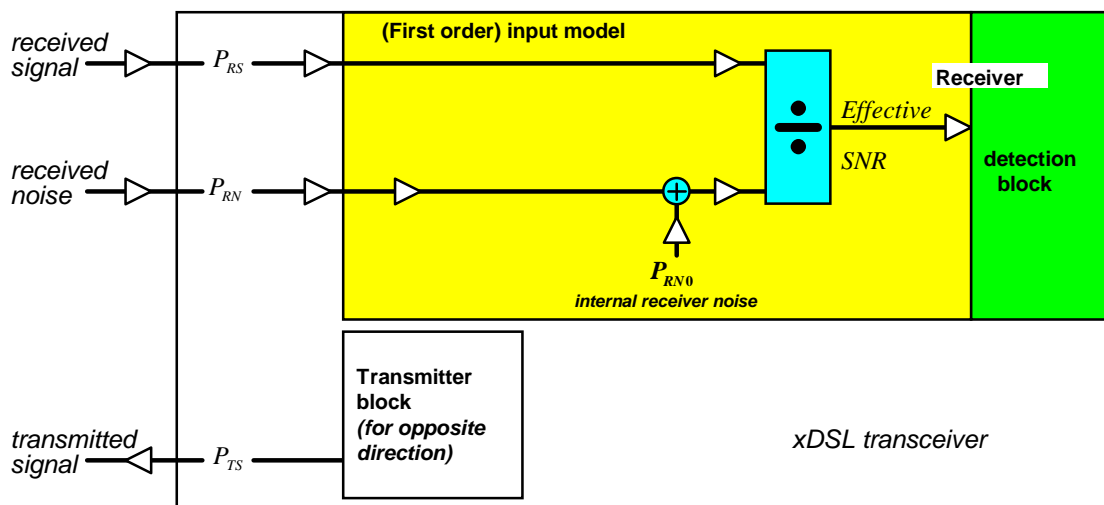 (First order) input model
received
signal
P_RS
Receiver
Effective
SNR
detection
block
received
noise
P_RN
P_RN0
internal receiver noise
Transmitter
block
(for opposite
direction)
transmitted
signal
P_TS
xDSL transceiver